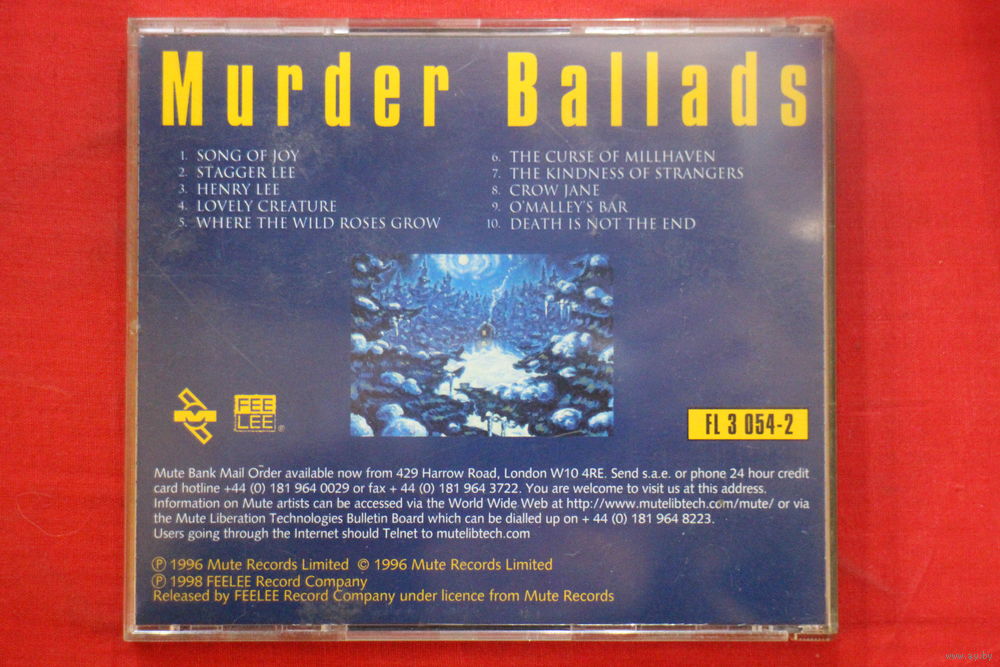 Murder Ballads
1. SONG OF JOY
2. STAGGER LEE
3. HENRY LEE
4. LOVELY CREATURE
5. WHERE THE WILD ROSES GROW
6. THE CURSE OF MILLHAVEN
7. THE KINDNESS OF STRANGERS
8. CROW JANE
9. O'MALLEY'S BAR
10. DEATH IS NOT THE END
FEE
LEE
®
FL 3 054-2
Mute Bank Mail Order available now from 429 Harrow Road, London W10 4RE. Send s.a.e. or phone 24 hour credit
card hotline +44 (0) 181 964 0029 or fax + 44 (0) 181 964 3722. You are welcome to visit us at this address.
Information on Mute artists can be accessed via the World Wide Web at http://www.mutelibtech.com/mute/ or via
the Mute Liberation Technologies Bulletin Board which can be dialled up on + 44 (0) 181 964 8223.
Users going through the Internet should Telnet to mutelibtech.com
℗ 1996 Mute Records Limited © 1996 Mute Records Limited
℗ 1998 FEELEE Record Company
Released by FEELEE Record Company under licence from Mute Records
www.ay.by